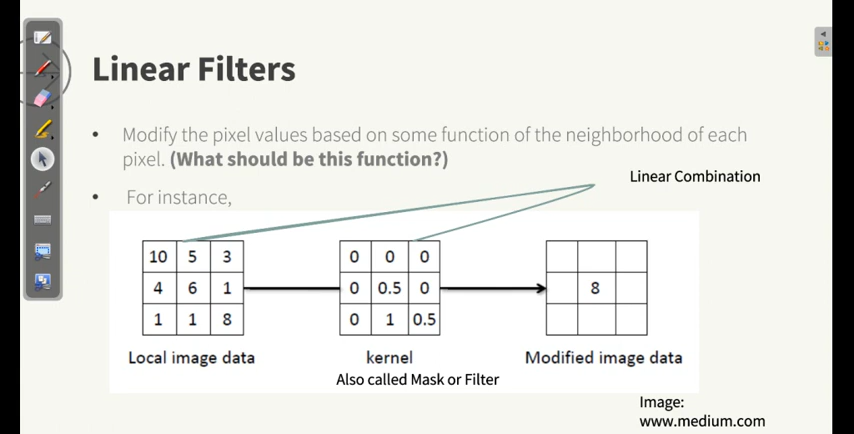 Linear Filters
• Modify the pixel values based on some function of the neighborhood of each
pixel. (What should be this function?)
Linear Combination
• For instance,
10 5 3
4 6 1
1 1 8
0 0 0
0 0.5 0
0 1 0.5
8
Local image data
kernel
Modified image data
Also called Mask or Filter
Image:
www.medium.com